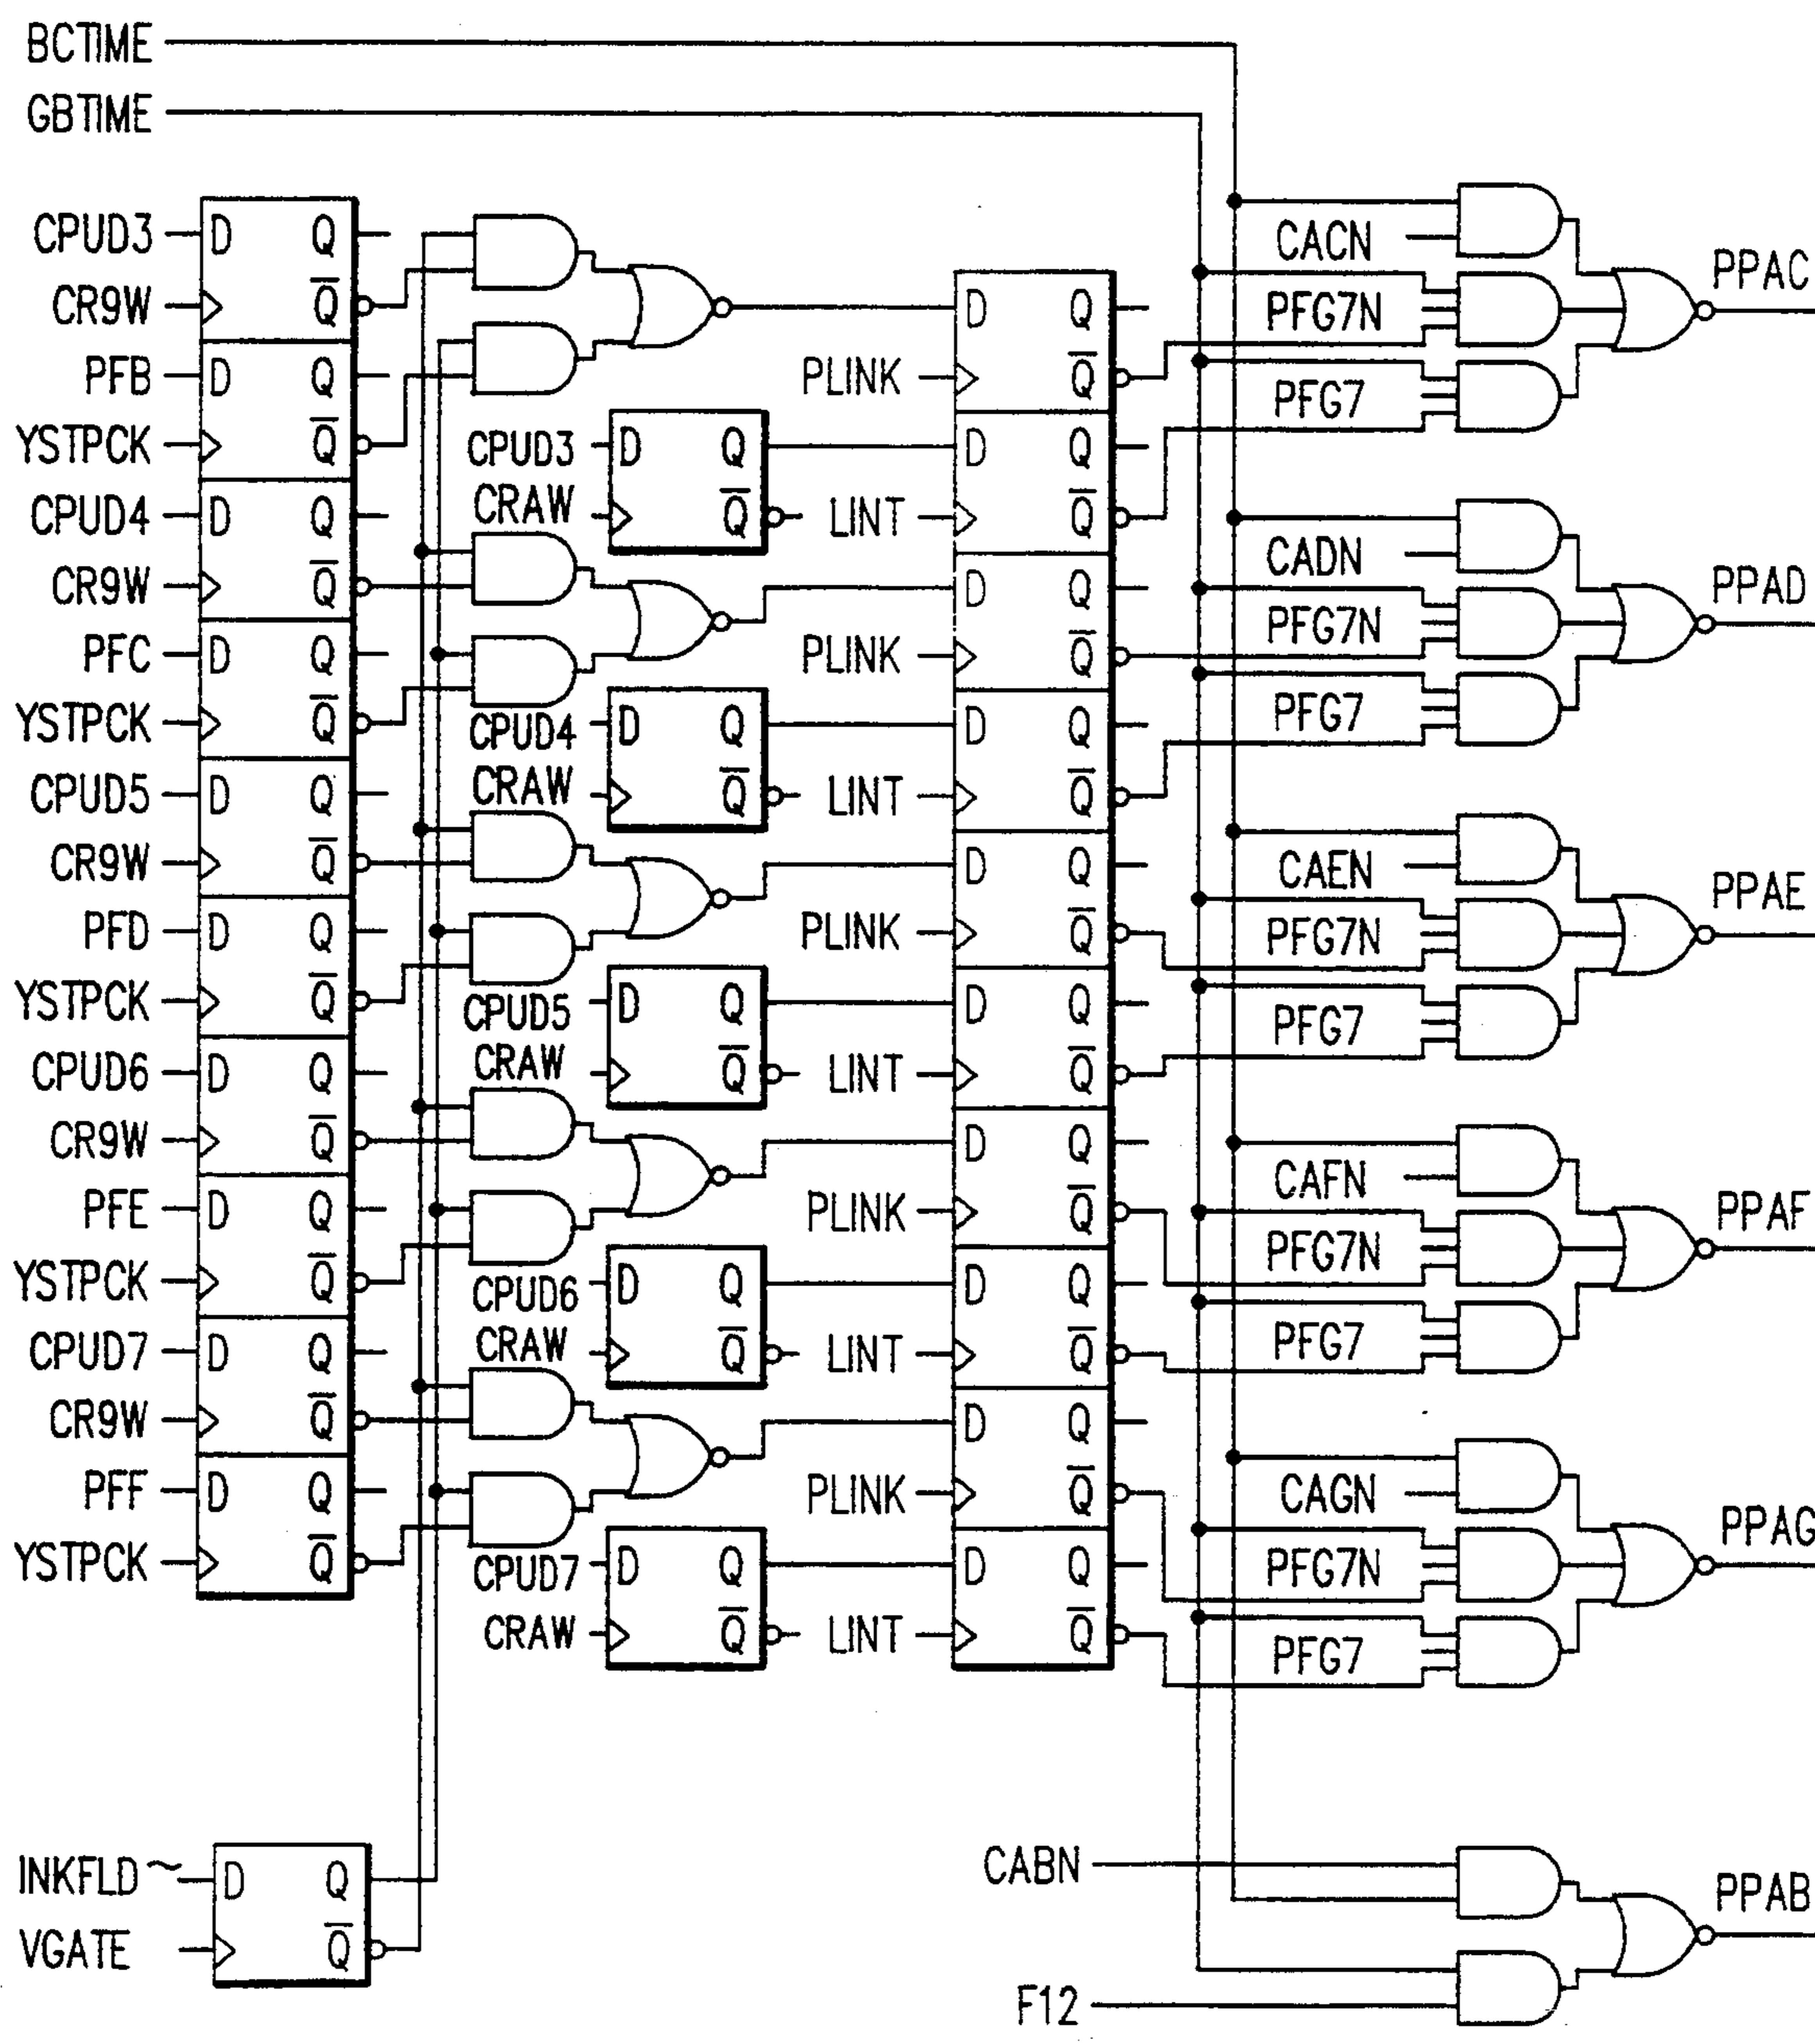 BCTIME
GBTIME
CPUD3 D Q
CR9W Q̅
PFB D Q
YSTPCK Q̅
CPUD4 D Q
CR9W Q̅
PFC D Q
YSTPCK Q̅
CPUD5 D Q
CR9W Q̅
PFD D Q
YSTPCK Q̅
CPUD6 D Q
CR9W Q̅
PFE D Q
YSTPCK Q̅
CPUD7 D Q
CR9W Q̅
PFF D Q
YSTPCK Q̅
INKFLD~ D Q
VGATE Q̅
CPUD3 D Q
CRAW Q̅
CPUD4 D Q
CRAW Q̅
CPUD5 D Q
CRAW Q̅
CPUD6 D Q
CRAW Q̅
CPUD7 D Q
CRAW Q̅
D Q
PLINK Q̅
D Q
LINT Q̅
D Q
PLINK Q̅
D Q
LINT Q̅
D Q
PLINK Q̅
D Q
LINT Q̅
D Q
PLINK Q̅
D Q
LINT Q̅
D Q
PLINK Q̅
D Q
LINT Q̅
CACN
PFG7N
PFG7
PPAC
CADN
PFG7N
PFG7
PPAD
CAEN
PFG7N
PFG7
PPAE
CAFN
PFG7N
PFG7
PPAF
CAGN
PFG7N
PFG7
PPAG
CABN
F12
PPAB